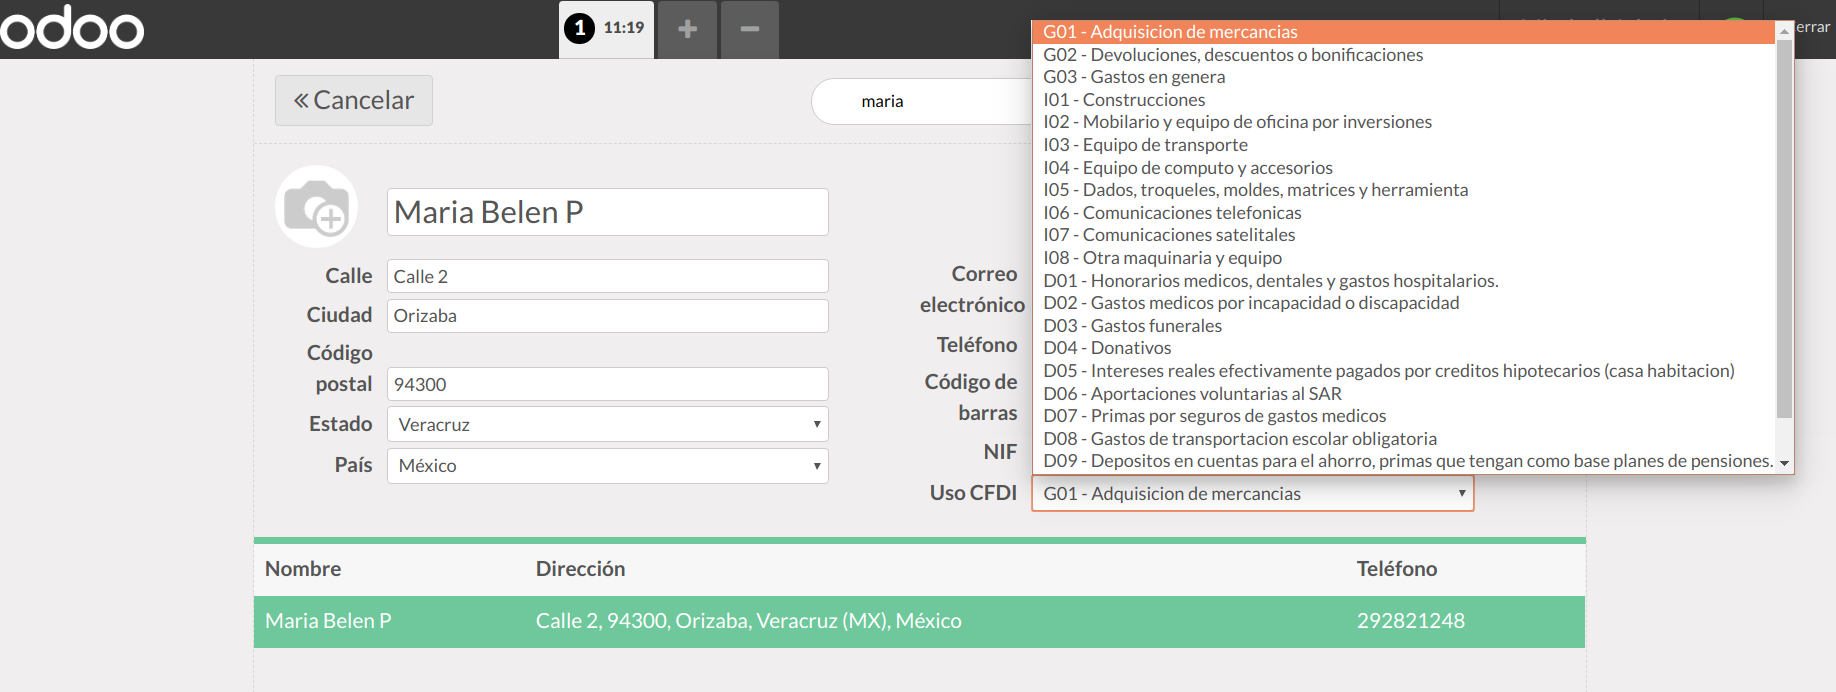 odoo
1 11:19
errar
Cancelar
maria
Maria Belen P
Calle
Calle 2
Ciudad
Orizaba
Código postal
94300
Estado
Veracruz
País
México
Correo electrónico
Teléfono
Código de barras
NIF
Uso CFDI
G01 - Adquisicion de mercancias
G01 - Adquisicion de mercancias
G02 - Devoluciones, descuentos o bonificaciones
G03 - Gastos en genera
I01 - Construcciones
I02 - Mobilario y equipo de oficina por inversiones
I03 - Equipo de transporte
I04 - Equipo de computo y accesorios
I05 - Dados, troqueles, moldes, matrices y herramienta
I06 - Comunicaciones telefonicas
I07 - Comunicaciones satelitales
I08 - Otra maquinaria y equipo
D01 - Honorarios medicos, dentales y gastos hospitalarios.
D02 - Gastos medicos por incapacidad o discapacidad
D03 - Gastos funerales
D04 - Donativos
D05 - Intereses reales efectivamente pagados por creditos hipotecarios (casa habitacion)
D06 - Aportaciones voluntarias al SAR
D07 - Primas por seguros de gastos medicos
D08 - Gastos de transportacion escolar obligatoria
D09 - Depositos en cuentas para el ahorro, primas que tengan como base planes de pensiones.
Nombre Dirección Teléfono
Maria Belen P Calle 2, 94300, Orizaba, Veracruz (MX), México 292821248